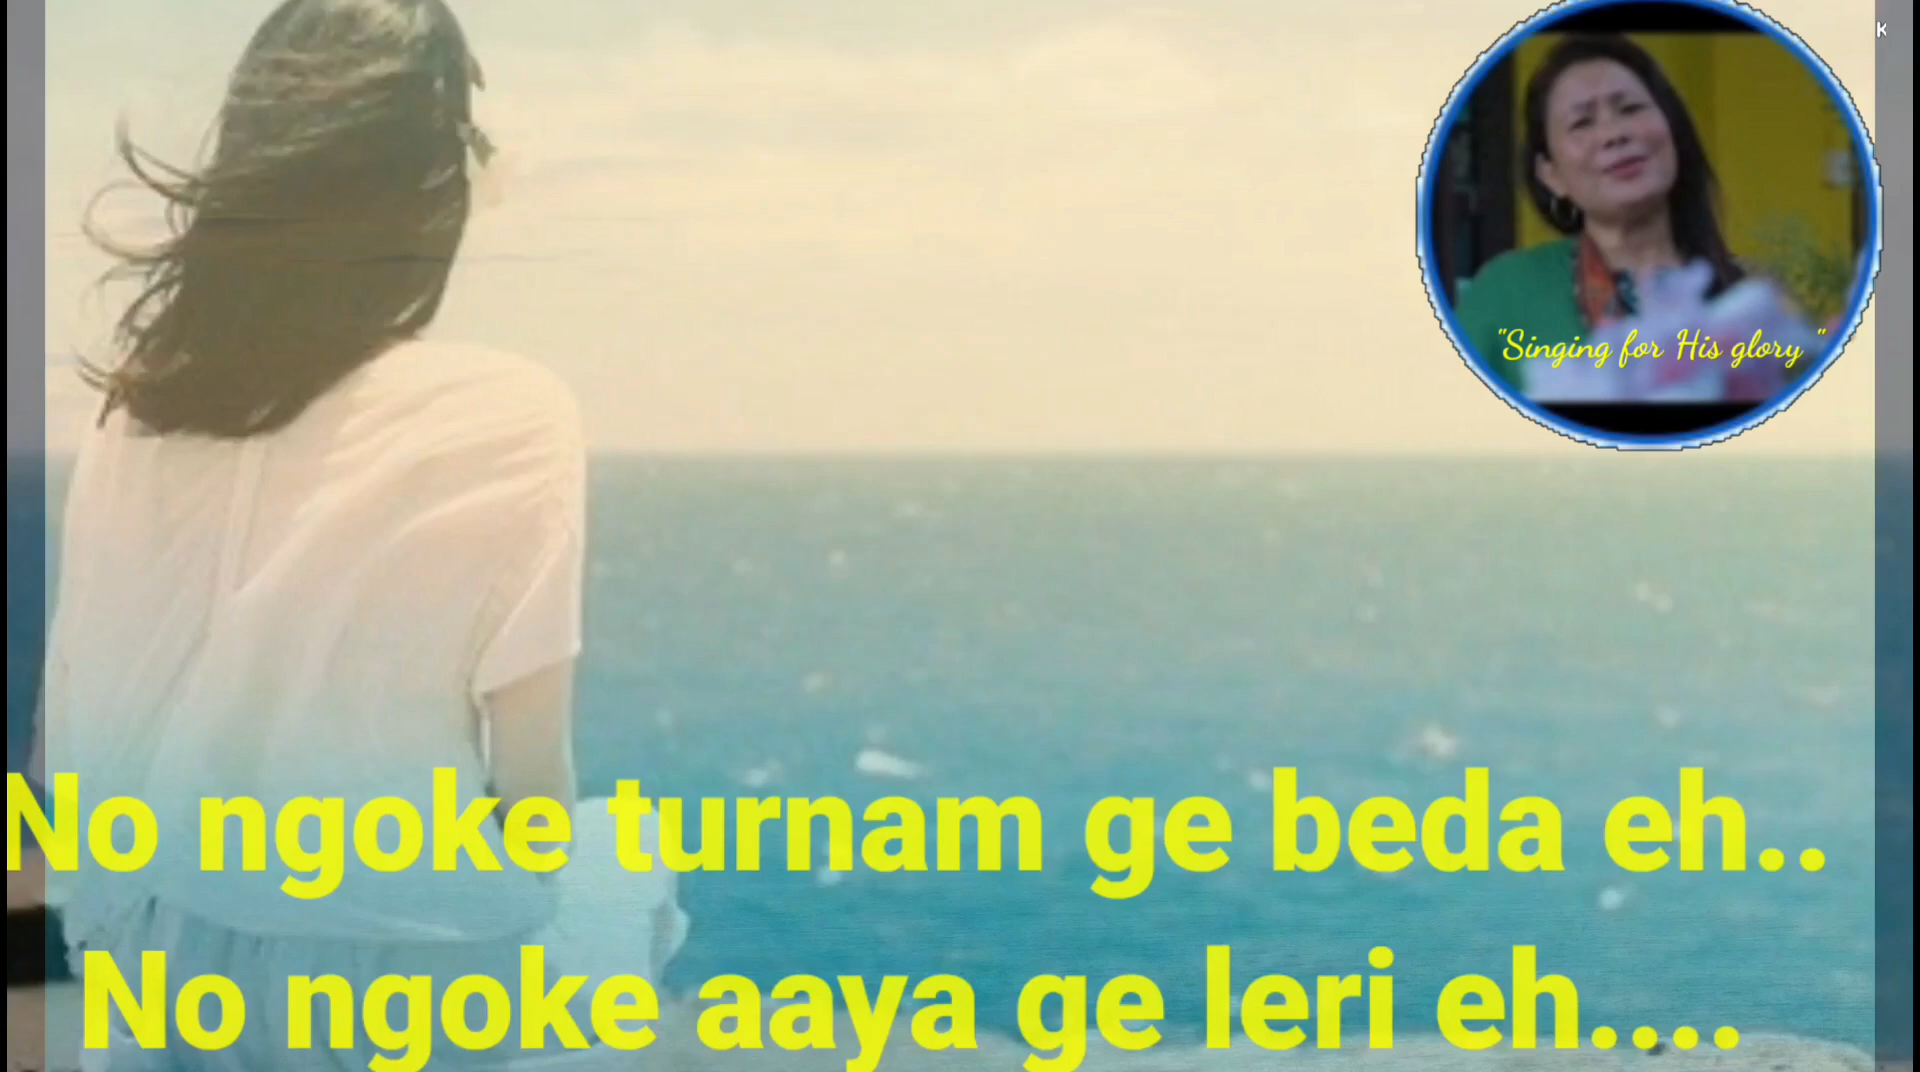 K
"Singing for His glory"
No ngoke turnam ge beda eh..
No ngoke aaya ge leri eh....